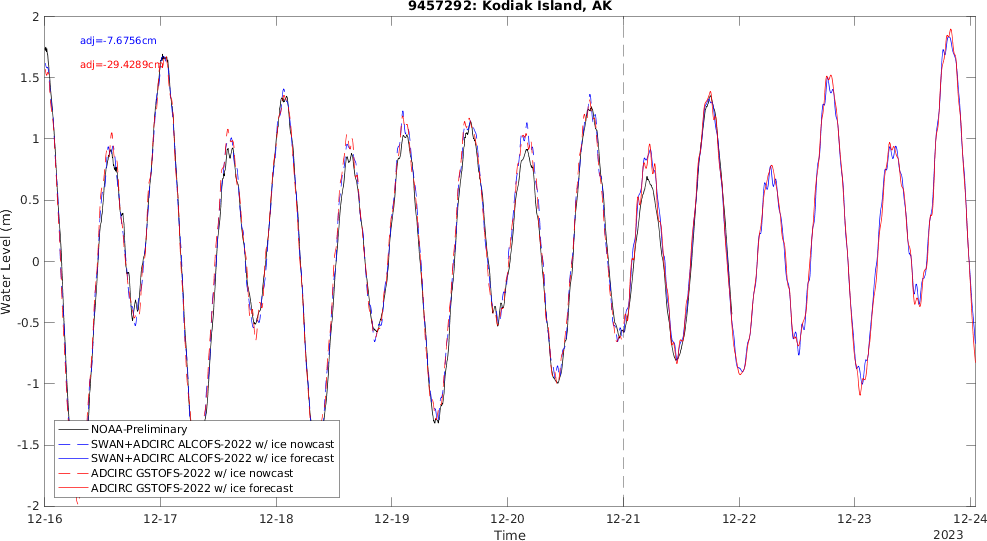 9457292: Kodiak Island, AK
adj=-7.6756cm
adj=-29.4289cm
Water Level (m)
2
1.5
1
0.5
0
-0.5
-1
-1.5
-2
NOAA-Preliminary
SWAN+ADCIRC ALCOFS-2022 w/ ice nowcast
SWAN+ADCIRC ALCOFS-2022 w/ ice forecast
ADCIRC GSTOFS-2022 w/ ice nowcast
ADCIRC GSTOFS-2022 w/ ice forecast
12-16 12-17 12-18 12-19 12-20 12-21 12-22 12-23 12-24
Time
2023